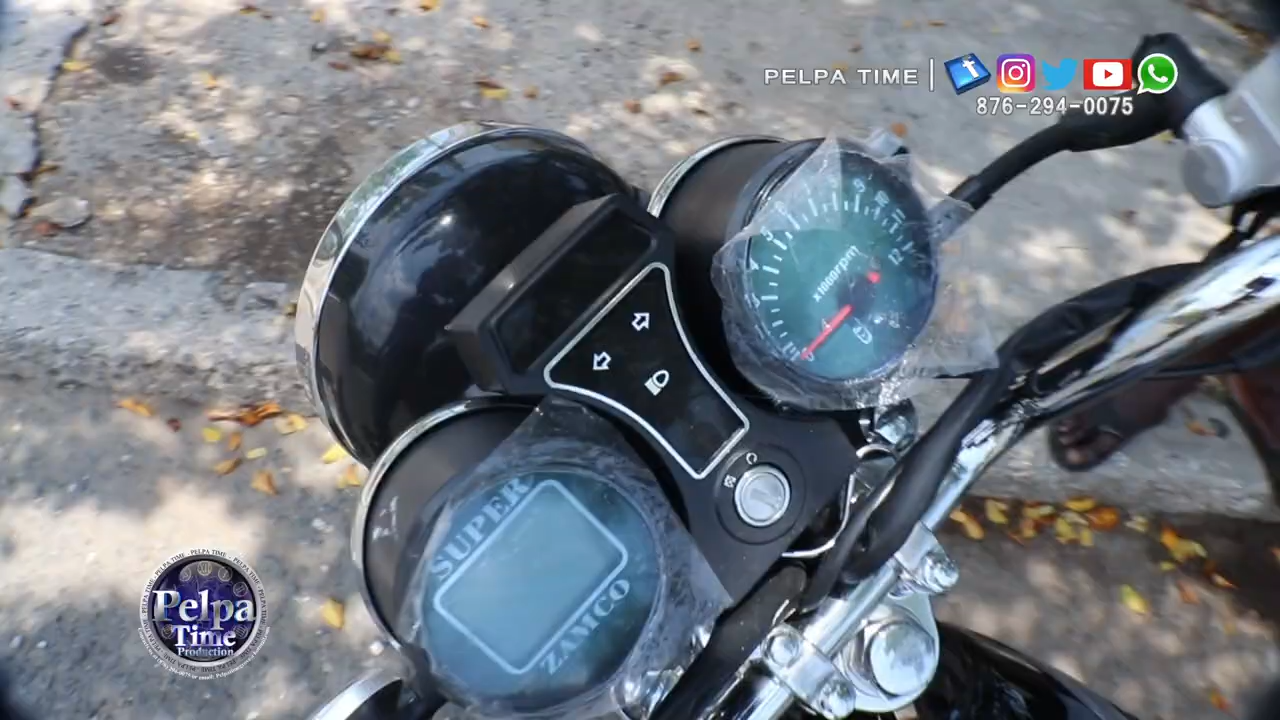 PELPA TIME
876-294-0075
x1000rpm
SUPER
ZAMCO
Pelpa
Time
Production